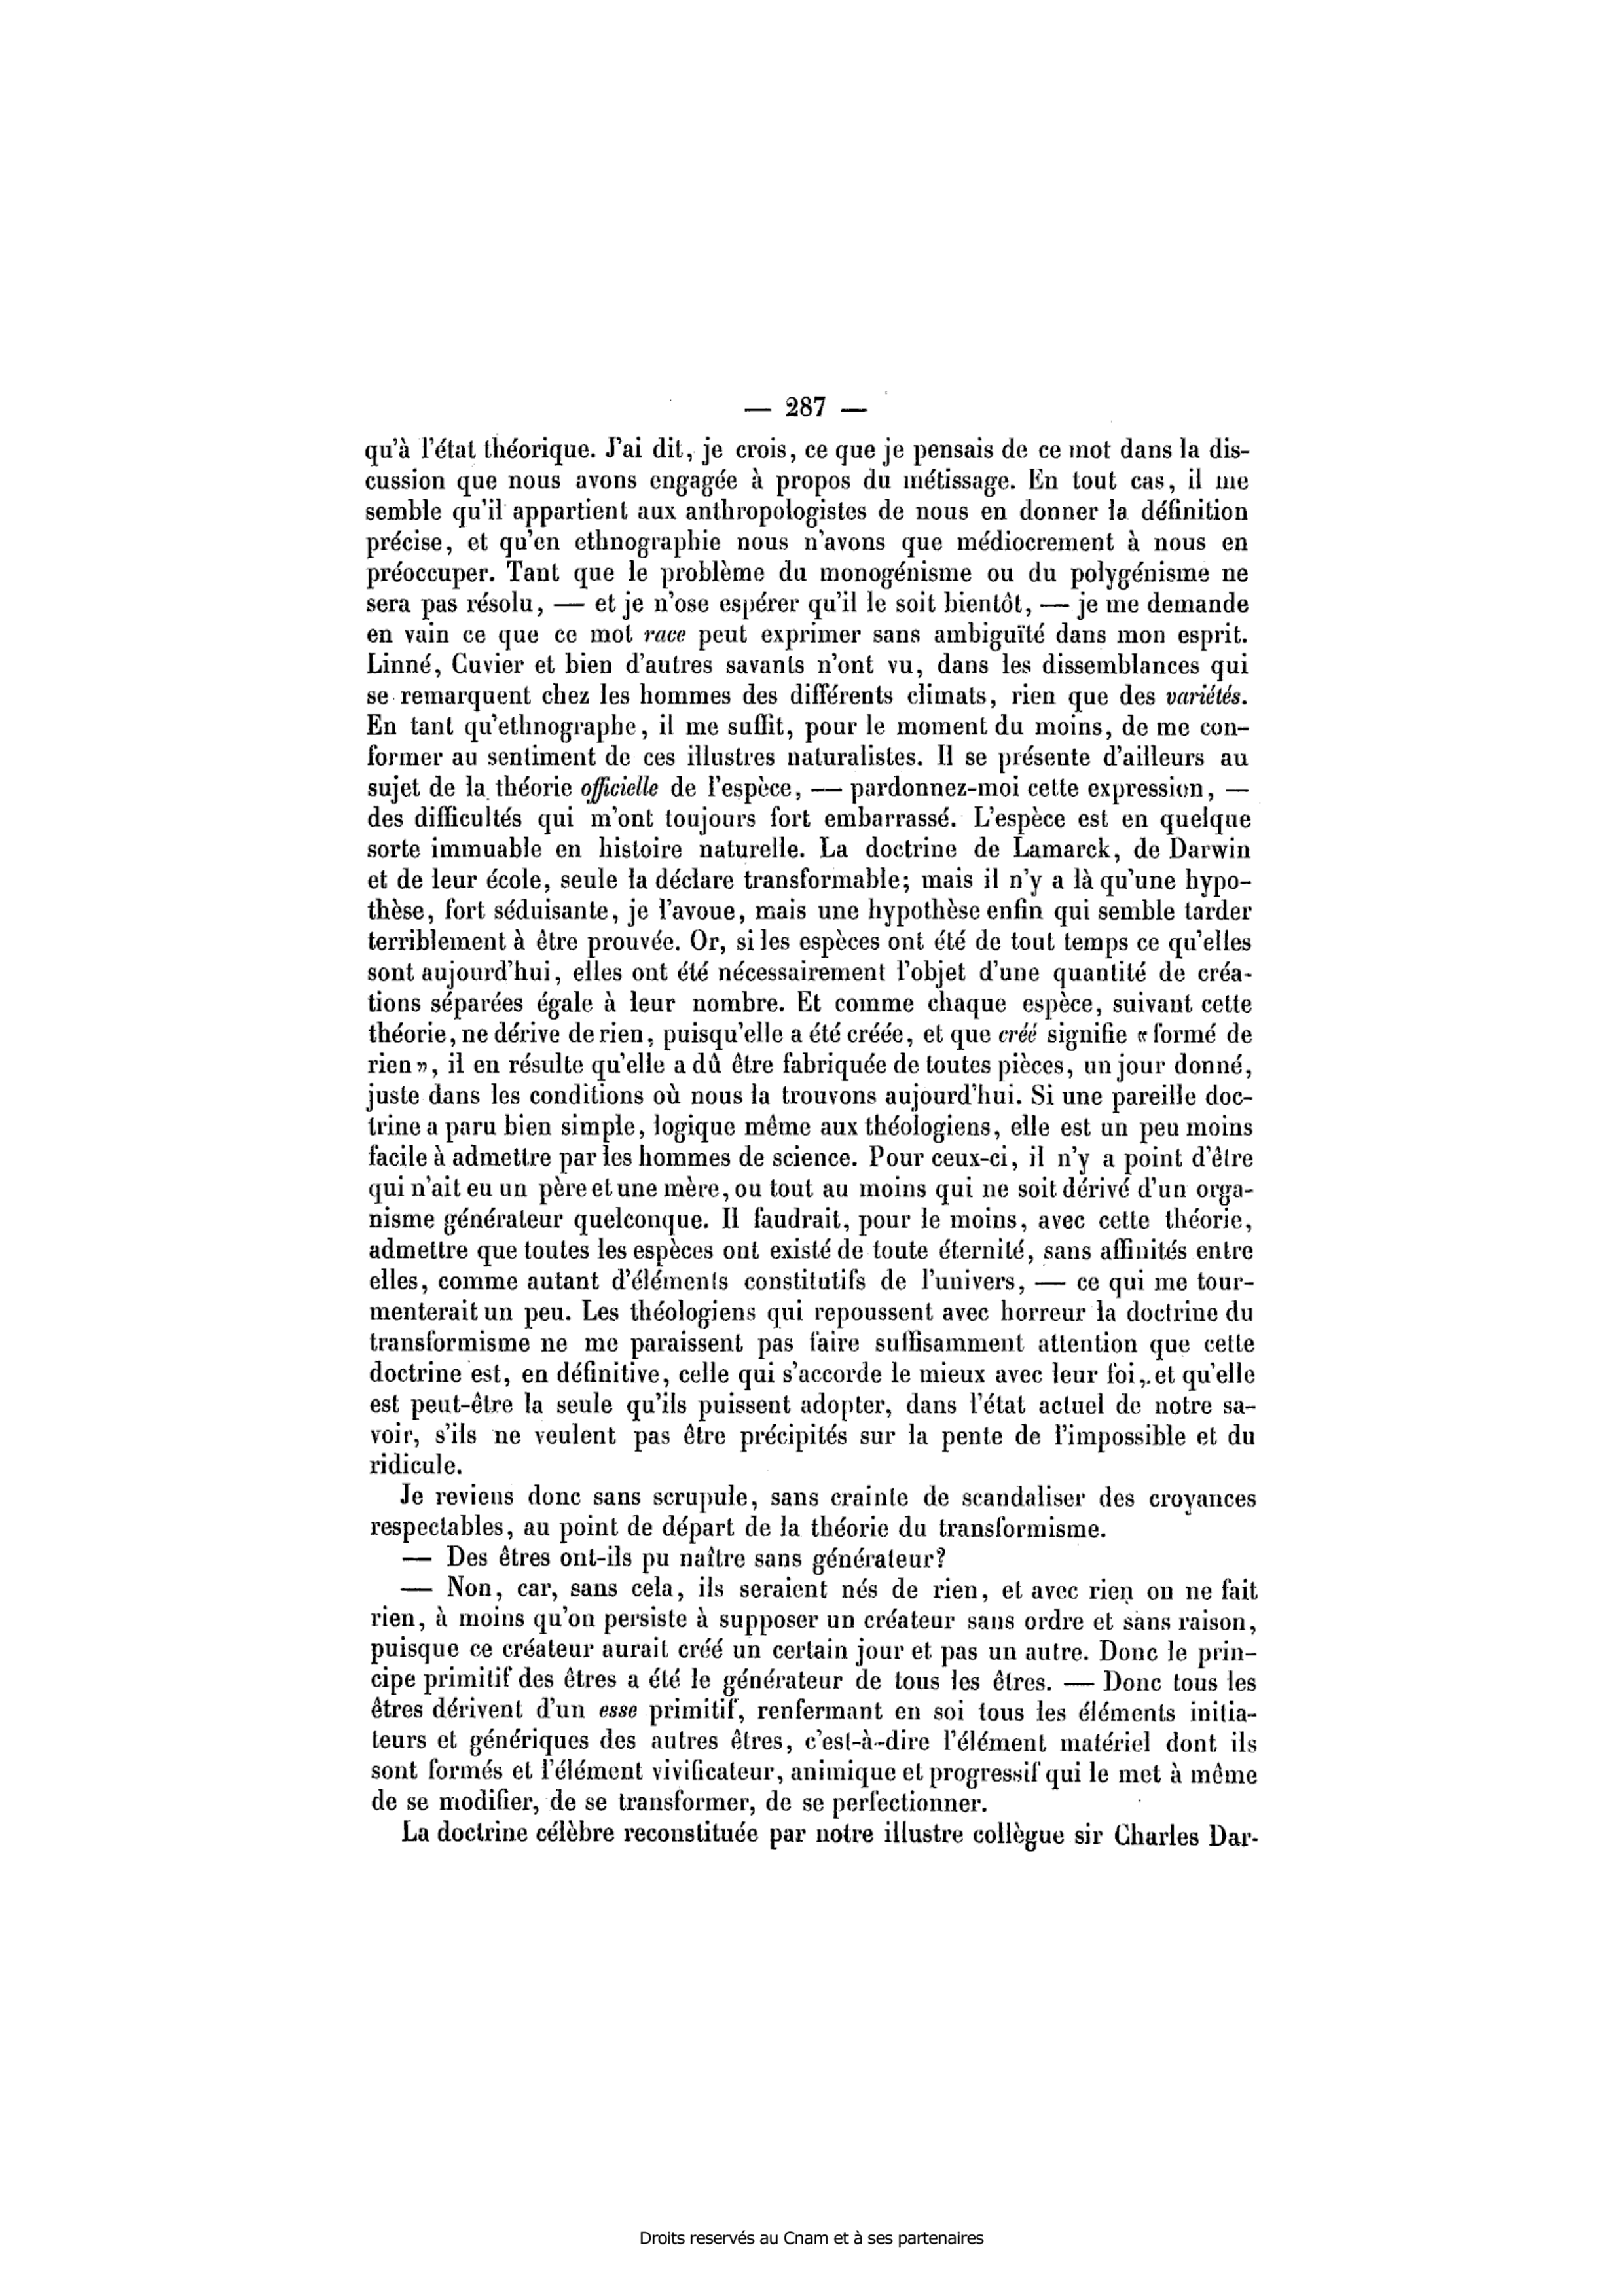 — 287 —
qu'à l'état théorique. J'ai dit, je crois, ce que je pensais de ce mot dans la dis-
cussion que nous avons engagée à propos du métissage. En tout cas, il me
semble qu'il appartient aux anthropologistes de nous en donner la définition
précise, et qu'en ethnographie nous n'avons que médiocrement à nous en
préoccuper. Tant que le problème du monogénisme ou du polygénisme ne
sera pas résolu, — et je n'ose espérer qu'il le soit bientôt, — je me demande
en vain ce que ce mot race peut exprimer sans ambiguïté dans mon esprit.
Linné, Cuvier et bien d'autres savants n'ont vu, dans les dissemblances qui
se remarquent chez les hommes des différents climats, rien que des variétés.
En tant qu'ethnographe, il me suffit, pour le moment du moins, de me con-
former au sentiment de ces illustres naturalistes. Il se présente d'ailleurs au
sujet de la théorie officielle de l'espèce, — pardonnez-moi cette expression, —
des difficultés qui m'ont toujours fort embarrassé. L'espèce est en quelque
sorte immuable en histoire naturelle. La doctrine de Lamarck, de Darwin
et de leur école, seule la déclare transformable; mais il n'y a là qu'une hypo-
thèse, fort séduisante, je l'avoue, mais une hypothèse enfin qui semble tarder
terriblement à être prouvée. Or, si les espèces ont été de tout temps ce qu'elles
sont aujourd'hui, elles ont été nécessairement l'objet d'une quantité de créa-
tions séparées égale à leur nombre. Et comme chaque espèce, suivant cette
théorie, ne dérive de rien, puisqu'elle a été créée, et que créé signifie « formé de
rien », il en résulte qu'elle a dû être fabriquée de toutes pièces, un jour donné,
juste dans les conditions où nous la trouvons aujourd'hui. Si une pareille doc-
trine a paru bien simple, logique même aux théologiens, elle est un peu moins
facile à admettre par les hommes de science. Pour ceux-ci, il n'y a point d'être
qui n'ait eu un père et une mère, ou tout au moins qui ne soit dérivé d'un orga-
nisme générateur quelconque. Il faudrait, pour le moins, avec cette théorie,
admettre que toutes les espèces ont existé de toute éternité, sans affinités entre
elles, comme autant d'éléments constitutifs de l'univers, — ce qui me tour-
menterait un peu. Les théologiens qui repoussent avec horreur la doctrine du
transformisme ne me paraissent pas faire suffisamment attention que cette
doctrine est, en définitive, celle qui s'accorde le mieux avec leur foi, et qu'elle
est peut-être la seule qu'ils puissent adopter, dans l'état actuel de notre sa-
voir, s'ils ne veulent pas être précipités sur la pente de l'impossible et du
ridicule.
Je reviens donc sans scrupule, sans crainte de scandaliser des croyances
respectables, au point de départ de la théorie du transformisme.
— Des êtres ont-ils pu naître sans générateur?
— Non, car, sans cela, ils seraient nés de rien, et avec rien on ne fait
rien, à moins qu'on persiste à supposer un créateur sans ordre et sans raison,
puisque ce créateur aurait créé un certain jour et pas un autre. Donc le prin-
cipe primitif des êtres a été le générateur de tous les êtres. — Donc tous les
êtres dérivent d'un esse primitif, renfermant en soi tous les éléments initia-
teurs et génériques des autres êtres, c'est-à-dire l'élément matériel dont ils
sont formés et l'élément vivificateur, animique et progressif qui le met à même
de se modifier, de se transformer, de se perfectionner.
La doctrine célèbre reconstituée par notre illustre collègue sir Charles Dar-
Droits reservés au Cnam et à ses partenaires